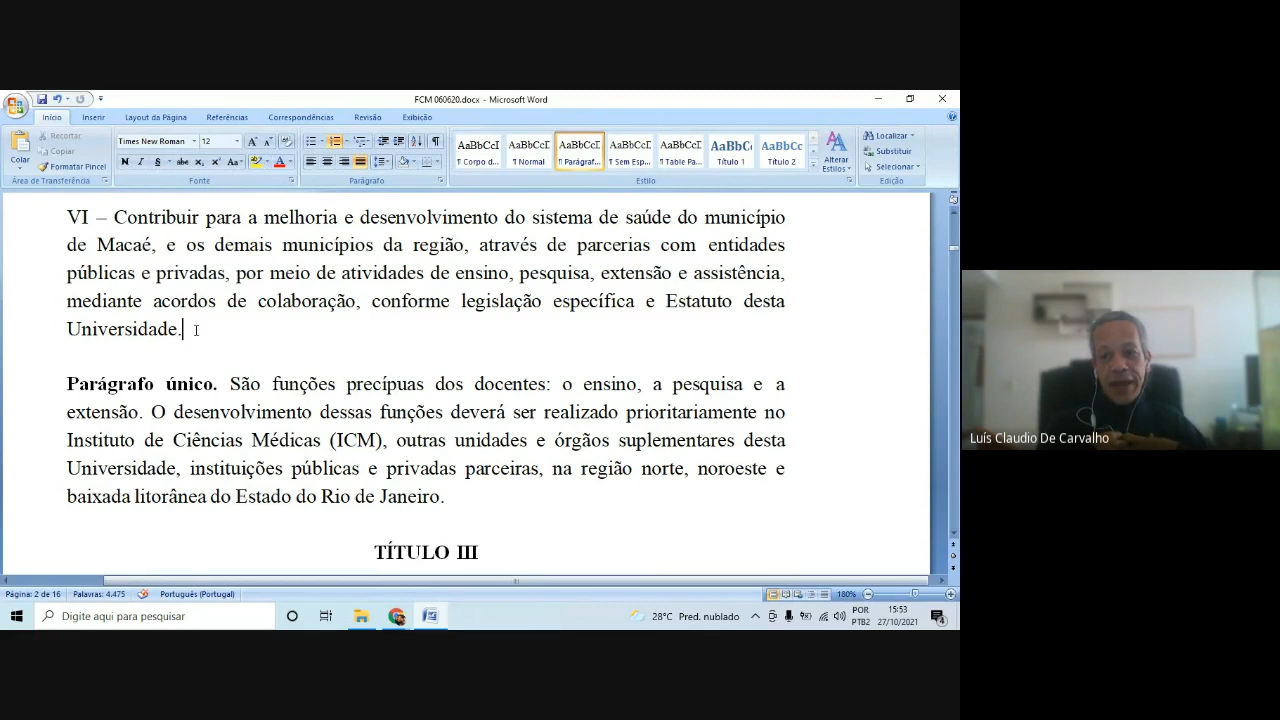 FCM 060620.docx - Microsoft Word
Início Inserir Layout da Página Referências Correspondências Revisão Exibição
Colar
Recortar
Copiar
Formatar Pincel
Área de Transferência
Times New Roman 12
Fonte
Parágrafo
AaBbCcI AaBbCcI AaBbCcI AaBbCcI AaBbCcI AaBbC AaBbCc
¶ Corpo d... ¶ Normal ¶ Parágraf... ¶ Sem Esp... ¶ Table Pa... Título 1 Título 2
Alterar
Estilos
Estilo
Localizar
Substituir
Selecionar
Edição
VI – Contribuir para a melhoria e desenvolvimento do sistema de saúde do município
de Macaé, e os demais municípios da região, através de parcerias com entidades
públicas e privadas, por meio de atividades de ensino, pesquisa, extensão e assistência,
mediante acordos de colaboração, conforme legislação específica e Estatuto desta
Universidade.
Parágrafo único. São funções precípuas dos docentes: o ensino, a pesquisa e a
extensão. O desenvolvimento dessas funções deverá ser realizado prioritariamente no
Instituto de Ciências Médicas (ICM), outras unidades e órgãos suplementares desta
Universidade, instituições públicas e privadas parceiras, na região norte, noroeste e
baixada litorânea do Estado do Rio de Janeiro.
TÍTULO III
Página: 2 de 16 Palavras: 4.475 Português (Portugal) 180%
Digite aqui para pesquisar
28°C Pred. nublado
POR
PTB2
15:53
27/10/2021
4
Luís Claudio De Carvalho